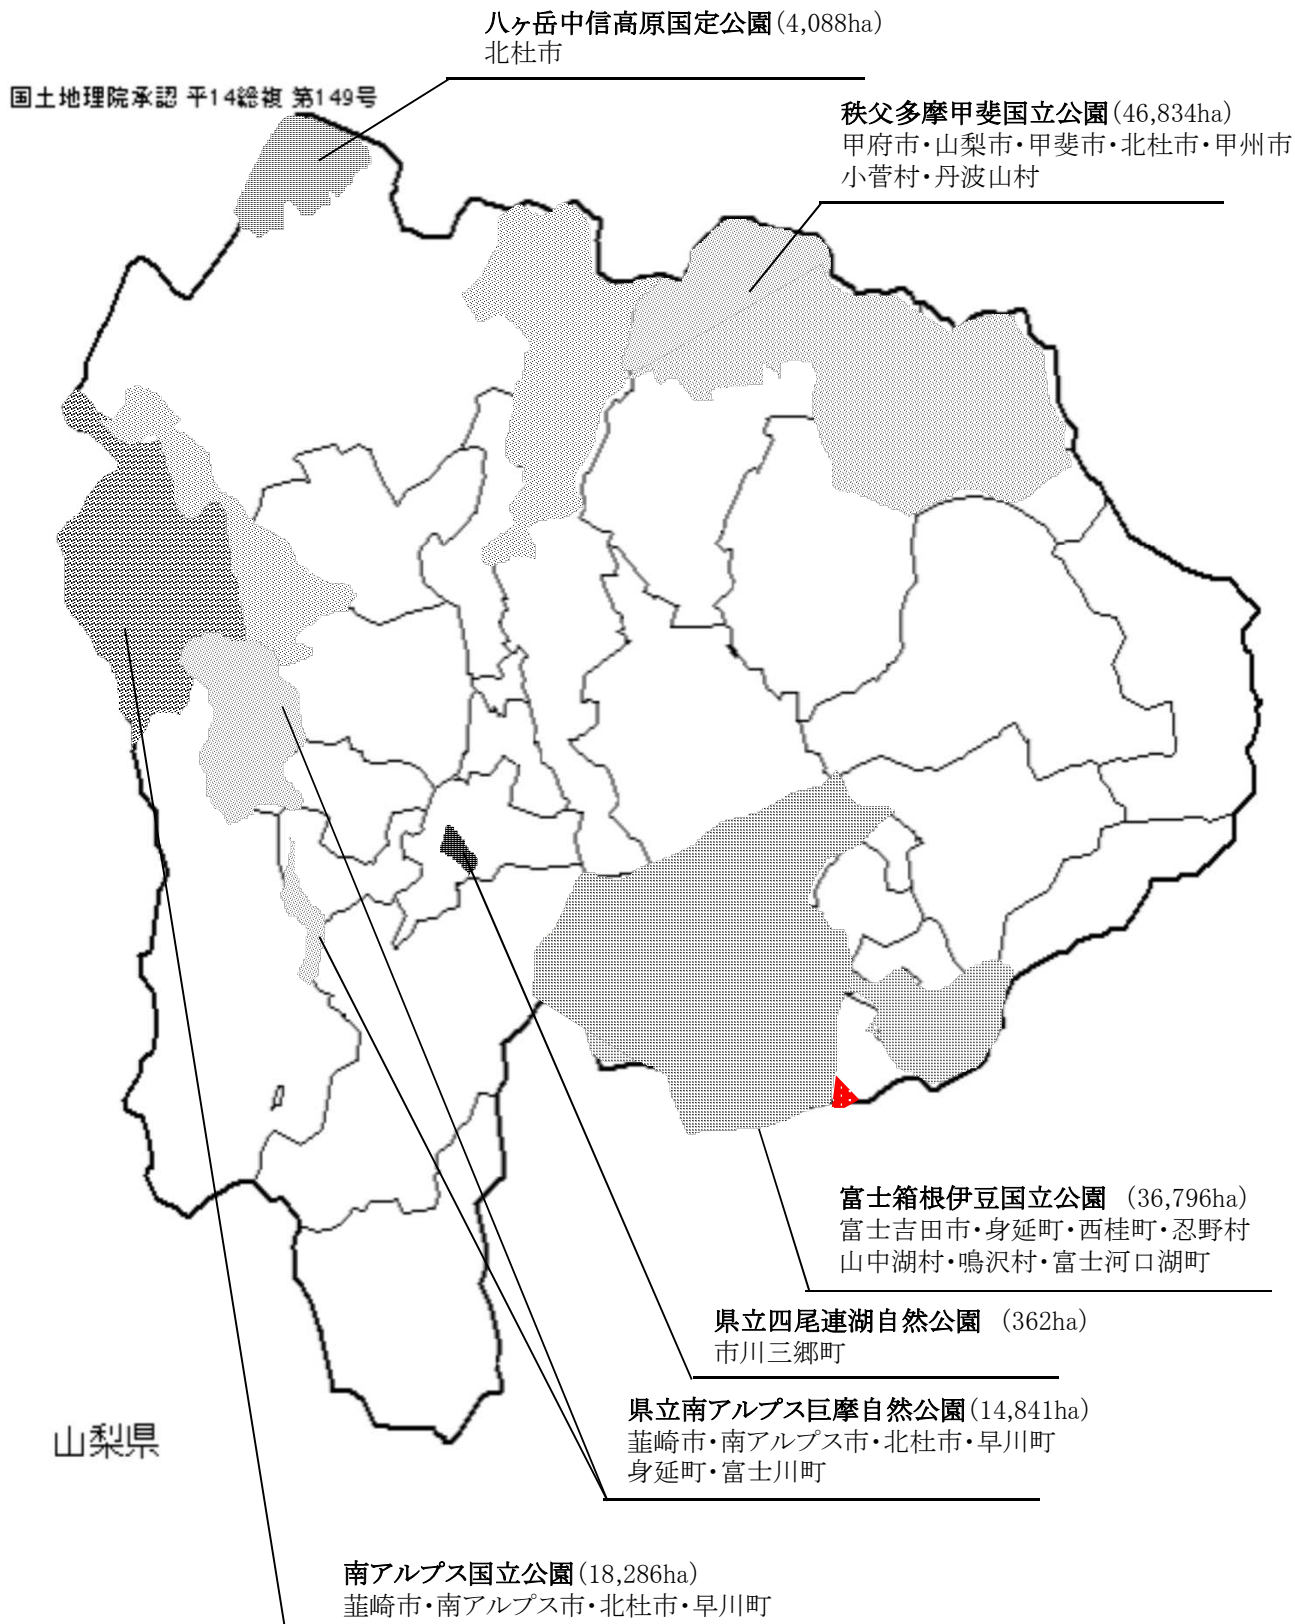 八ヶ岳中信高原国定公園(4,088ha)
北杜市
国土地理院承認 平14総複 第149号
秩父多摩甲斐国立公園(46,834ha)
甲府市・山梨市・甲斐市・北杜市・甲州市
小菅村・丹波山村
富士箱根伊豆国立公園 (36,796ha)
富士吉田市・身延町・西桂町・忍野村
山中湖村・鳴沢村・富士河口湖町
県立四尾連湖自然公園 (362ha)
市川三郷町
県立南アルプス巨摩自然公園(14,841ha)
韮崎市・南アルプス市・北杜市・早川町
身延町・富士川町
山梨県
南アルプス国立公園(18,286ha)
韮崎市・南アルプス市・北杜市・早川町